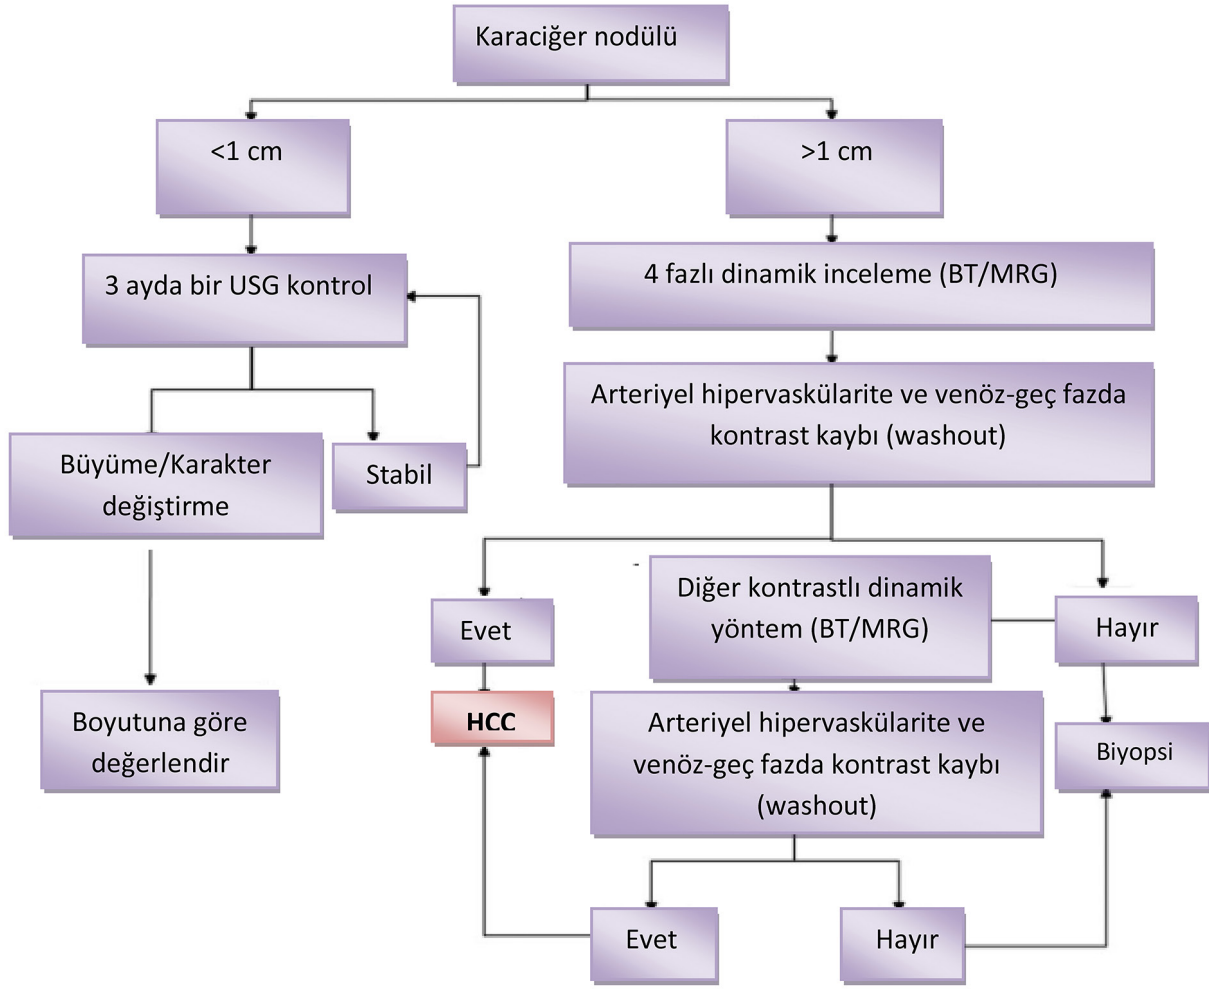 Karaciğer nodülü
<1 cm
>1 cm
3 ayda bir USG kontrol
4 fazlı dinamik inceleme (BT/MRG)
Arteriyel hipervaskülarite ve venöz-geç fazda
kontrast kaybı (washout)
Büyüme/Karakter
değiştirme
Stabil
Boyutuna göre
değerlendir
Evet
HCC
Diğer kontrastlı dinamik
yöntem (BT/MRG)
Hayır
Biyopsi
Arteriyel hipervaskülarite ve
venöz-geç fazda kontrast kaybı
(washout)
Evet
Hayır